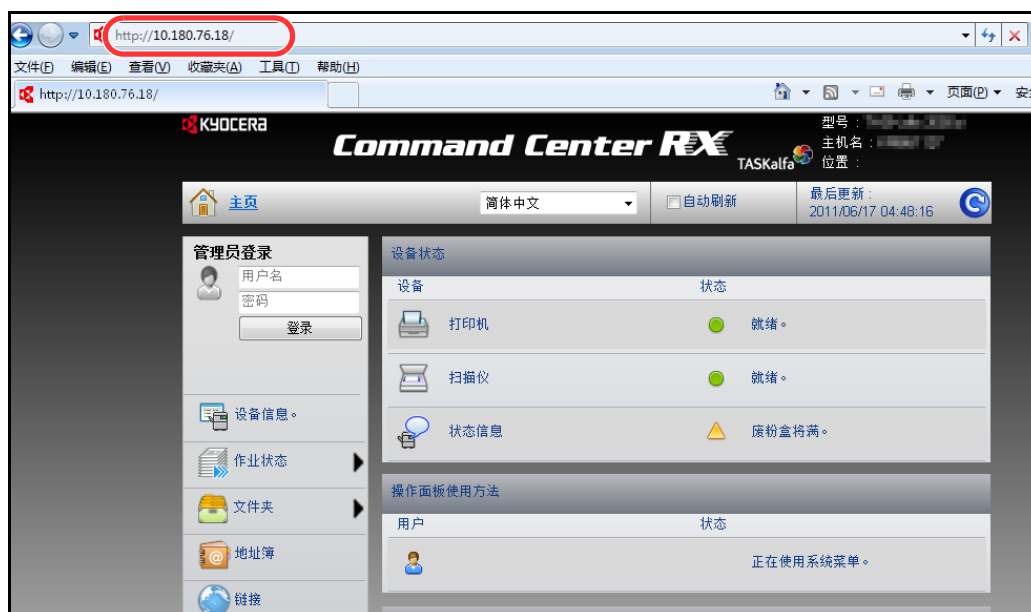 http://10.180.76.18/
文件(F) 编辑(E) 查看(V) 收藏夹(A) 工具(T) 帮助(H)
http://10.180.76.18/
页面(P)
KYOCERA
Command Center RX
TASKalfa
型号 :
主机名 :
位置 :
主页
简体中文
自动刷新
最后更新 :
2011/06/17 04:48:16
管理员登录
用户名
密码
登录
设备信息。
作业状态
文件夹
地址簿
链接
设备状态
设备 状态
打印机 就绪。
扫描仪 就绪。
状态信息 废粉盒将满。
操作面板使用方法
用户 状态
正在使用系统菜单。